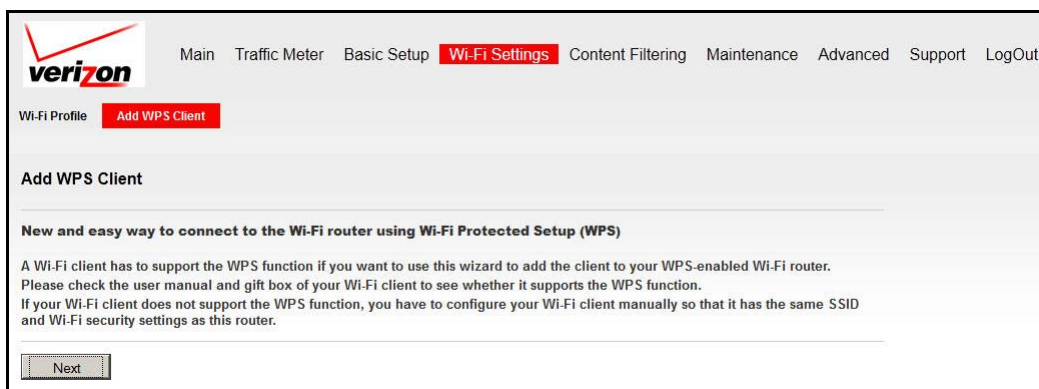 verizon
Main Traffic Meter Basic Setup Wi-Fi Settings Content Filtering Maintenance Advanced Support LogOut
Wi-Fi Profile Add WPS Client
Add WPS Client
New and easy way to connect to the Wi-Fi router using Wi-Fi Protected Setup (WPS)
A Wi-Fi client has to support the WPS function if you want to use this wizard to add the client to your WPS-enabled Wi-Fi router.
Please check the user manual and gift box of your Wi-Fi client to see whether it supports the WPS function.
If your Wi-Fi client does not support the WPS function, you have to configure your Wi-Fi client manually so that it has the same SSID
and Wi-Fi security settings as this router.
Next